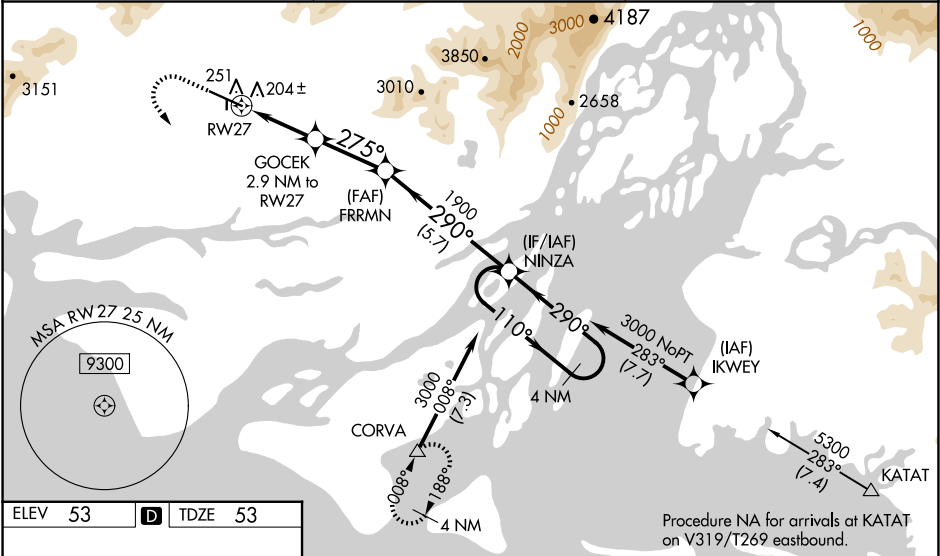 3000
4187
2000
3850
1000
3151
251
204±
3010
2658
1000
RW27
275°
GOCEK
2.9 NM to
RW27
(FAF)
FRRMN
1900
290°
(5.7)
(IF/IAF)
NINZA
MSA RW27 25 NM
9300
110°
290°
3000 NoPT
283°
(7.7)
(IAF)
IKWEY
4 NM
3000
008°
(7.3)
CORVA
008°
188°
4 NM
5300
283°
(7.4)
KATAT
ELEV 53
D
TDZE 53
Procedure NA for arrivals at KATAT
on V319/T269 eastbound.